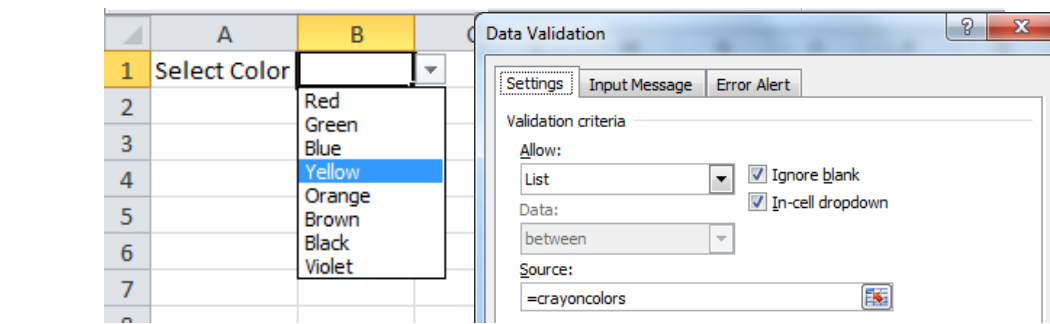 A B
1 Select Color
2
3
4
5
6
7
Red
Green
Blue
Yellow
Orange
Brown
Black
Violet
Data Validation
Settings Input Message Error Alert
Validation criteria
Allow:
List
Ignore blank
In-cell dropdown
Data:
between
Source:
=crayoncolors